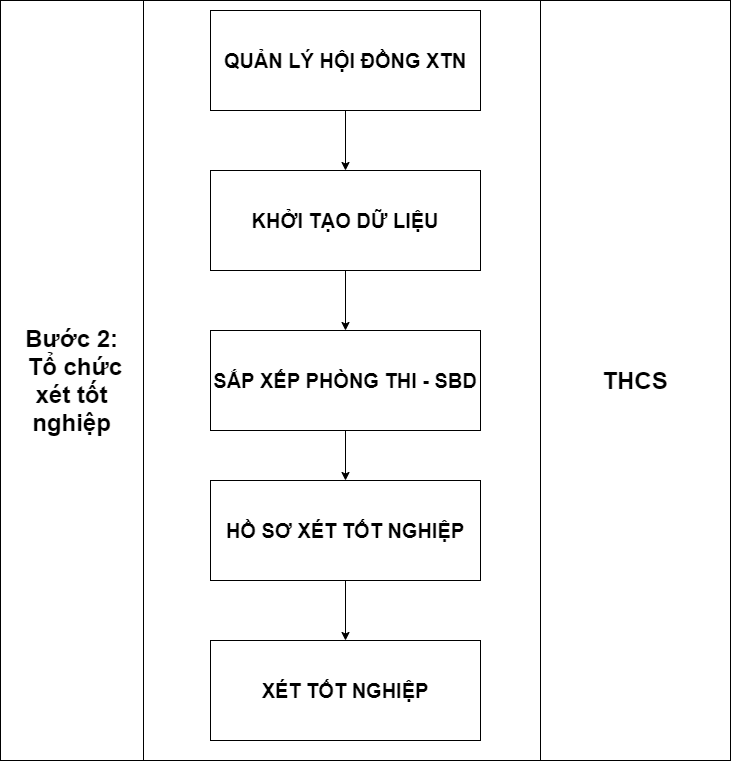 QUẢN LÝ HỘI ĐỒNG XTN
KHỞI TẠO DỮ LIỆU
Bước 2:
Tổ chức
xét tốt
nghiệp
SẮP XẾP PHÒNG THI - SBD
THCS
HỒ SƠ XÉT TỐT NGHIỆP
XÉT TỐT NGHIỆP